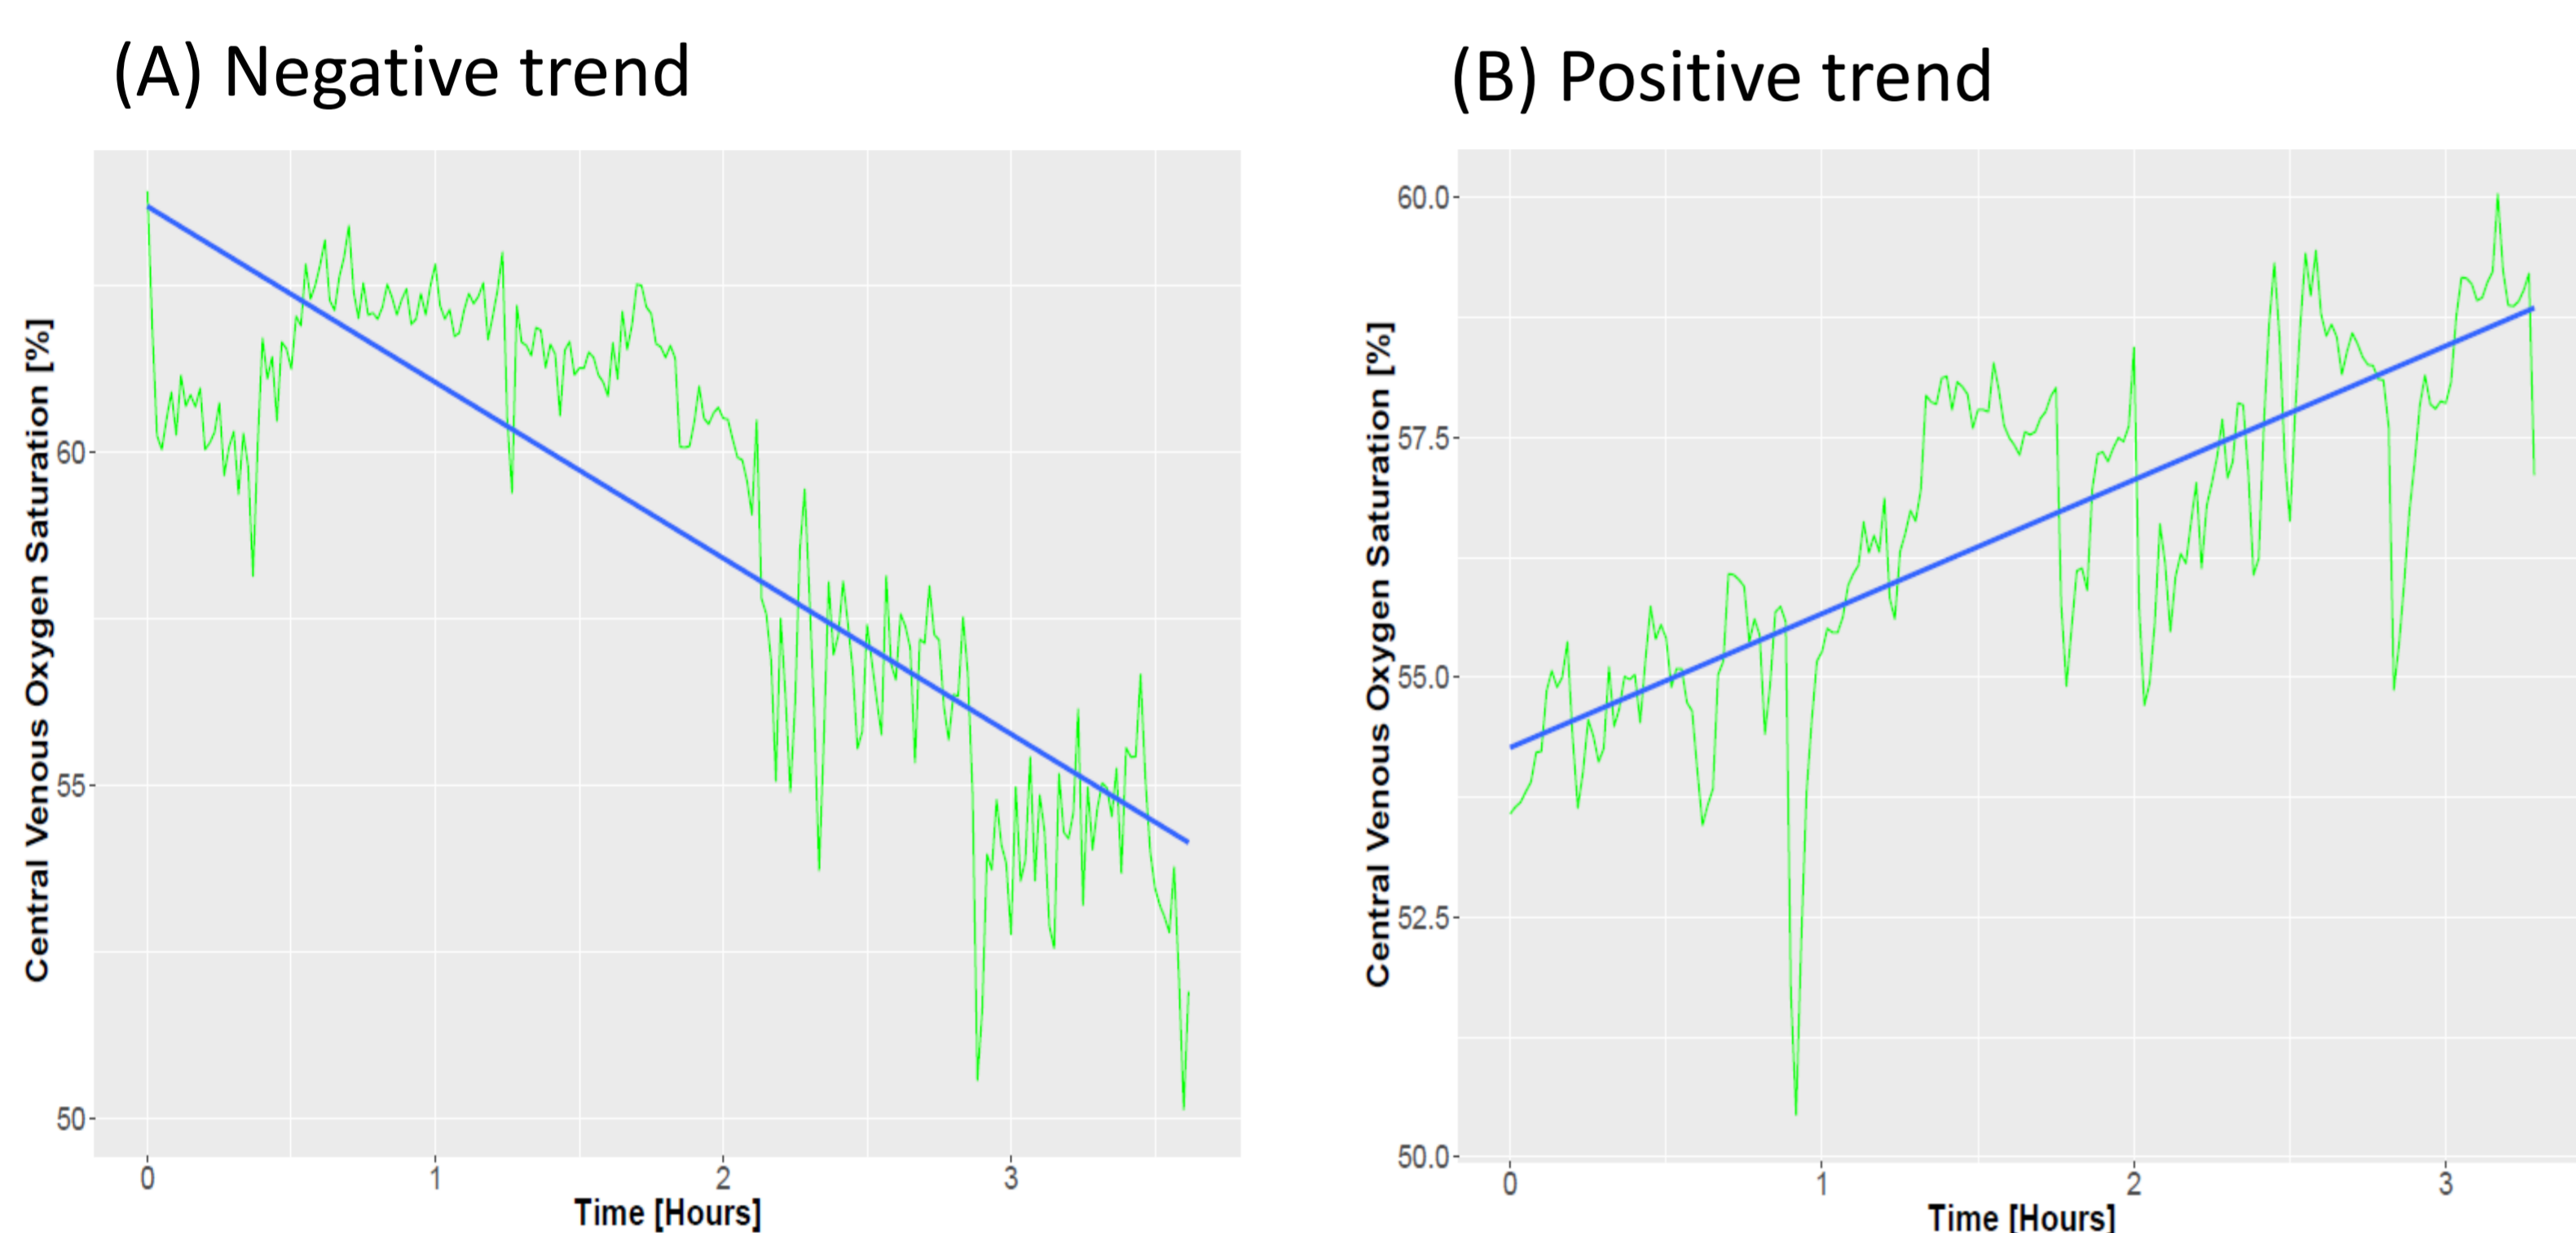 (A) Negative trend
Central Venous Oxygen Saturation [%]
60
55
50
0 1 2 3
Time [Hours]
(B) Positive trend
Central Venous Oxygen Saturation [%]
60.0
57.5
55.0
52.5
50.0
0 1 2 3
Time [Hours]